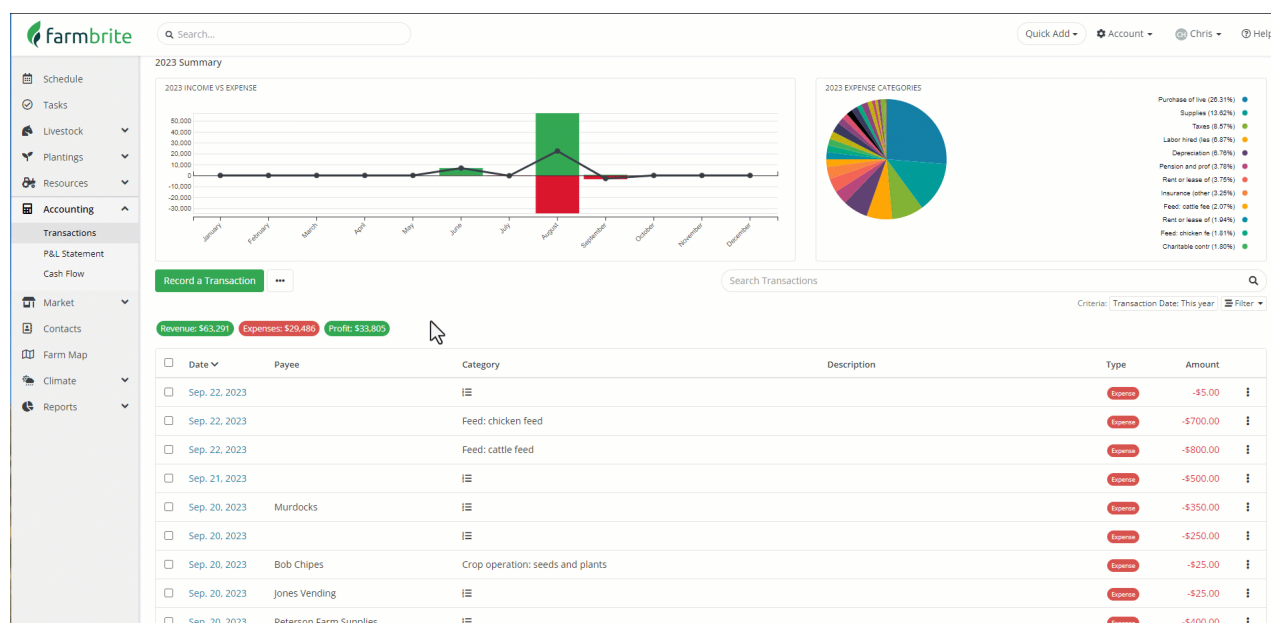 farmbrite
Search...
Quick Add
Account
CH Chris
Help
Schedule
Tasks
Livestock
Plantings
Resources
Accounting
Transactions
P&L Statement
Cash Flow
Market
Contacts
Farm Map
Climate
Reports
2023 Summary
2023 INCOME VS EXPENSE
50,000
40,000
30,000
20,000
10,000
0
-10,000
-20,000
-30,000
January February March April May June July August September October November December
2023 EXPENSE CATEGORIES
Purchase of live (26.31%)
Supplies (13.62%)
Taxes (8.57%)
Labor hired (les (6.87%)
Depreciation (6.76%)
Pension and prof (3.78%)
Rent or lease of (3.75%)
Insurance (other (3.25%)
Feed: cattle fee (2.07%)
Rent or lease of (1.94%)
Feed: chicken fe (1.81%)
Charitable contr (1.80%)
Record a Transaction
Search Transactions
Criteria: Transaction Date: This year Filter
Revenue: $63,291 Expenses: $29,486 Profit: $33,805
Date Payee Category Description Type Amount
Sep. 22, 2023 Expense -$5.00
Sep. 22, 2023 Feed: chicken feed Expense -$700.00
Sep. 22, 2023 Feed: cattle feed Expense -$800.00
Sep. 21, 2023 Expense -$500.00
Sep. 20, 2023 Murdocks Expense -$350.00
Sep. 20, 2023 Expense -$250.00
Sep. 20, 2023 Bob Chipes Crop operation: seeds and plants Expense -$25.00
Sep. 20, 2023 Jones Vending Expense -$25.00
Sep. 20, 2023 Peterson Farm Supplies Expense -$400.00